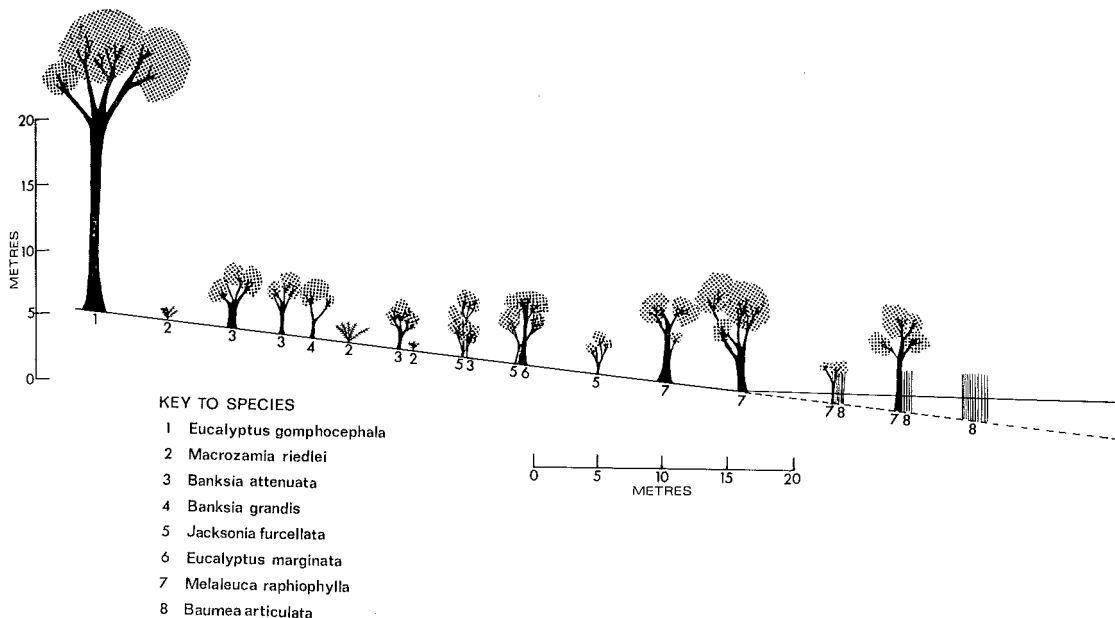 20
15
10
5
0
METRES
1
2
3
3
4
2
3 2
5 3
5 6
5
7
7
7 8
7 8
8
KEY TO SPECIES
1 Eucalyptus gomphocephala
2 Macrozamia riedlei
3 Banksia attenuata
4 Banksia grandis
5 Jacksonia furcellata
6 Eucalyptus marginata
7 Melaleuca raphiophylla
8 Baumea articulata
0 5 10 15 20
METRES